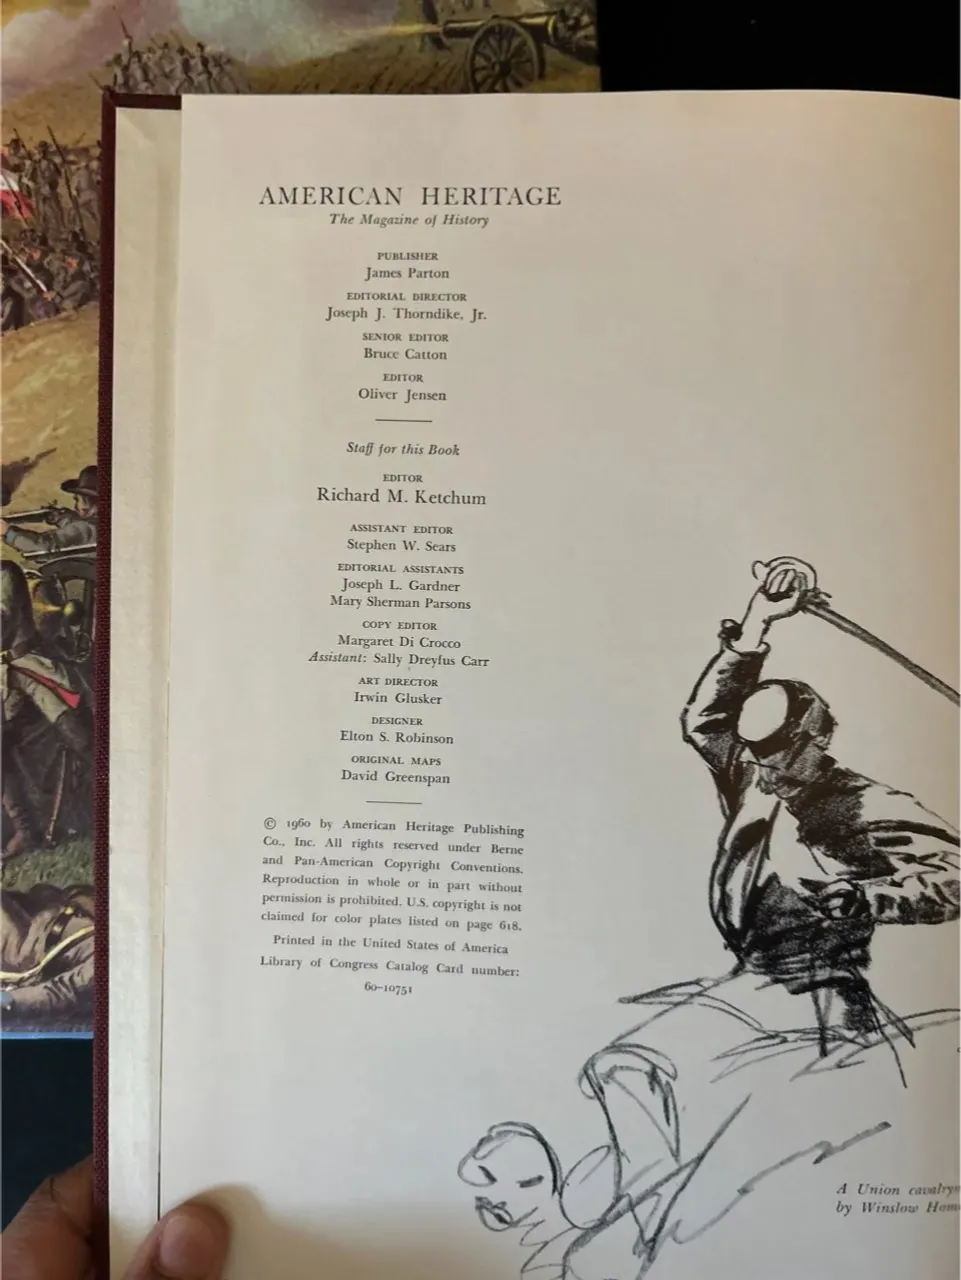 AMERICAN HERITAGE
The Magazine of History
PUBLISHER
James Parton
EDITORIAL DIRECTOR
Joseph J. Thorndike, Jr.
SENIOR EDITOR
Bruce Catton
EDITOR
Oliver Jensen
Staff for this Book
EDITOR
Richard M. Ketchum
ASSISTANT EDITOR
Stephen W. Sears
EDITORIAL ASSISTANTS
Joseph L. Gardner
Mary Sherman Parsons
COPY EDITOR
Margaret Di Crocco
Assistant: Sally Dreyfus Carr
ART DIRECTOR
Irwin Glusker
DESIGNER
Elton S. Robinson
ORIGINAL MAPS
David Greenspan
© 1960 by American Heritage Publishing
Co., Inc. All rights reserved under Berne
and Pan-American Copyright Conventions.
Reproduction in whole or in part without
permission is prohibited. U.S. copyright is not
claimed for color plates listed on page 618.
Printed in the United States of America
Library of Congress Catalog Card number:
60-10751
A Union
by Winslow